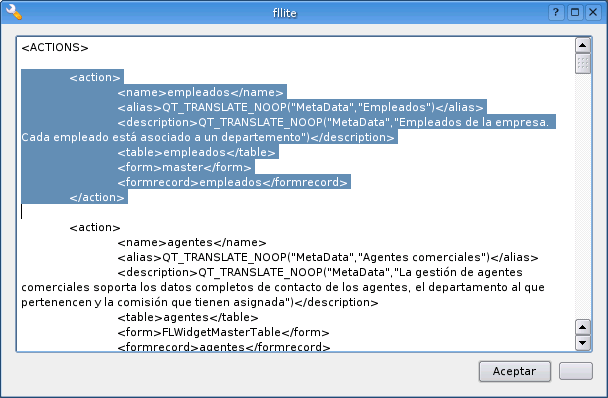 fllite
<ACTIONS>
<action>
<name>empleados</name>
<alias>QT_TRANSLATE_NOOP("MetaData","Empleados")</alias>
<description>QT_TRANSLATE_NOOP("MetaData","Empleados de la empresa.
Cada empleado está asociado a un departemento")</description>
<table>empleados</table>
<form>master</form>
<formrecord>empleados</formrecord>
</action>
<action>
<name>agentes</name>
<alias>QT_TRANSLATE_NOOP("MetaData","Agentes comerciales")</alias>
<description>QT_TRANSLATE_NOOP("MetaData","La gestión de agentes
comerciales soporta los datos completos de contacto de los agentes, el departamento al que
pertenencen y la comisión que tienen asignada")</description>
<table>agentes</table>
<form>FLWidgetMasterTable</form>
<formrecord>agentes</formrecord>
Aceptar